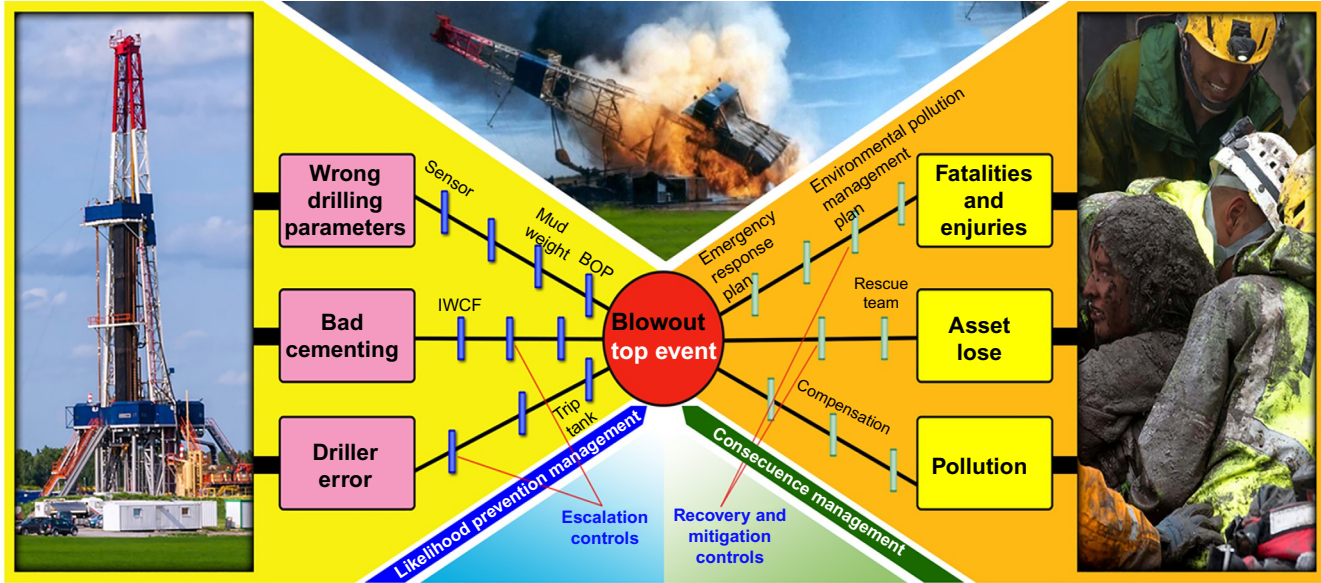 Wrong
drilling
parameters
Bad
cementing
Driller
error
Sensor
Mud
weight
BOP
IWCF
Trip
tank
Blowout
top event
Emergency
response
plan
Environmental pollution
management
plan
Rescue
team
Compensation
Fatalities
and
enjuries
Asset
lose
Pollution
Likelihood prevention management
Consecuence management
Escalation
controls
Recovery and
mitigation
controls